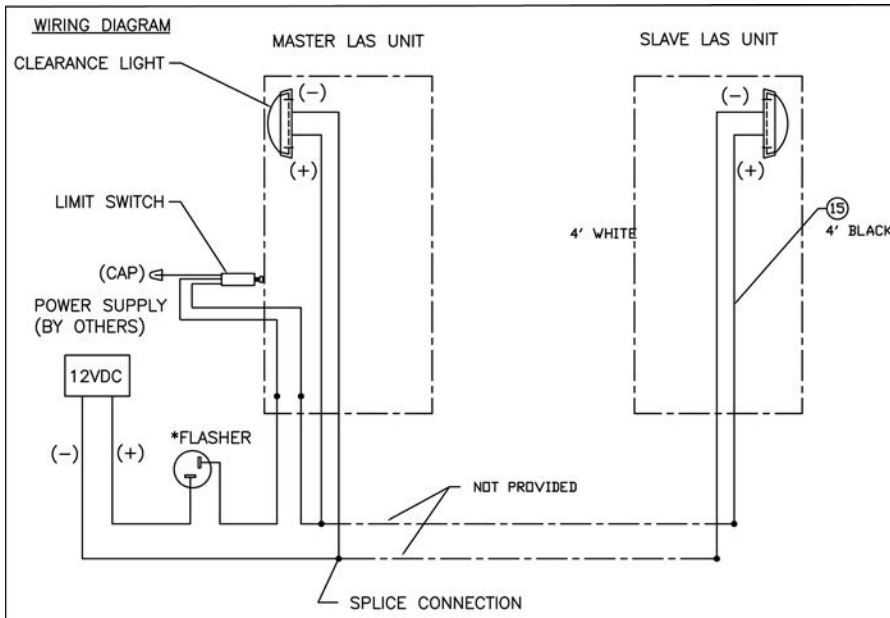 WIRING DIAGRAM
MASTER LAS UNIT
SLAVE LAS UNIT
CLEARANCE LIGHT
(-)
(-)
(+)
(+)
LIMIT SWITCH
15
4' WHITE
4' BLACK
(CAP)
POWER SUPPLY
(BY OTHERS)
12VDC
*FLASHER
(-)
(+)
NOT PROVIDED
SPLICE CONNECTION